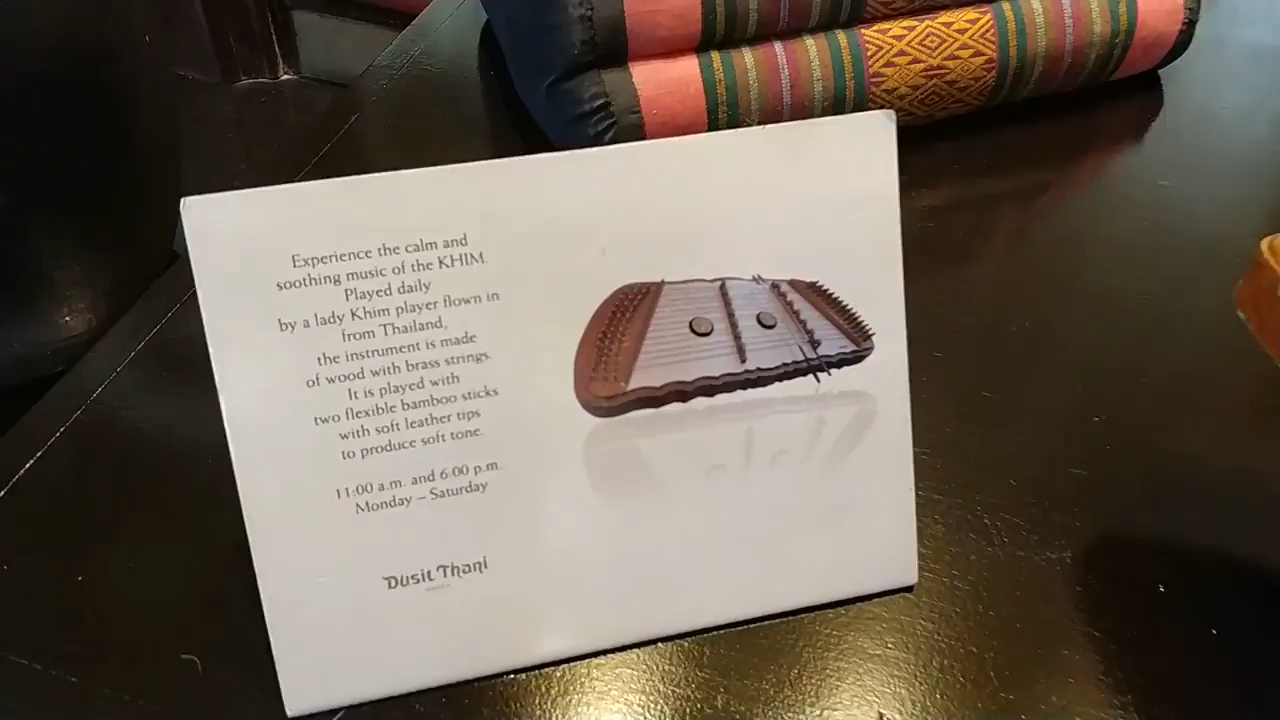 Experience the calm and
soothing music of the KHIM.
Played daily
by a lady Khim player flown in
from Thailand,
the instrument is made
of wood with brass strings.
It is played with
two flexible bamboo sticks
with soft leather tips
to produce soft tone.
11:00 a.m. and 6:00 p.m.
Monday – Saturday
Dusit Thani